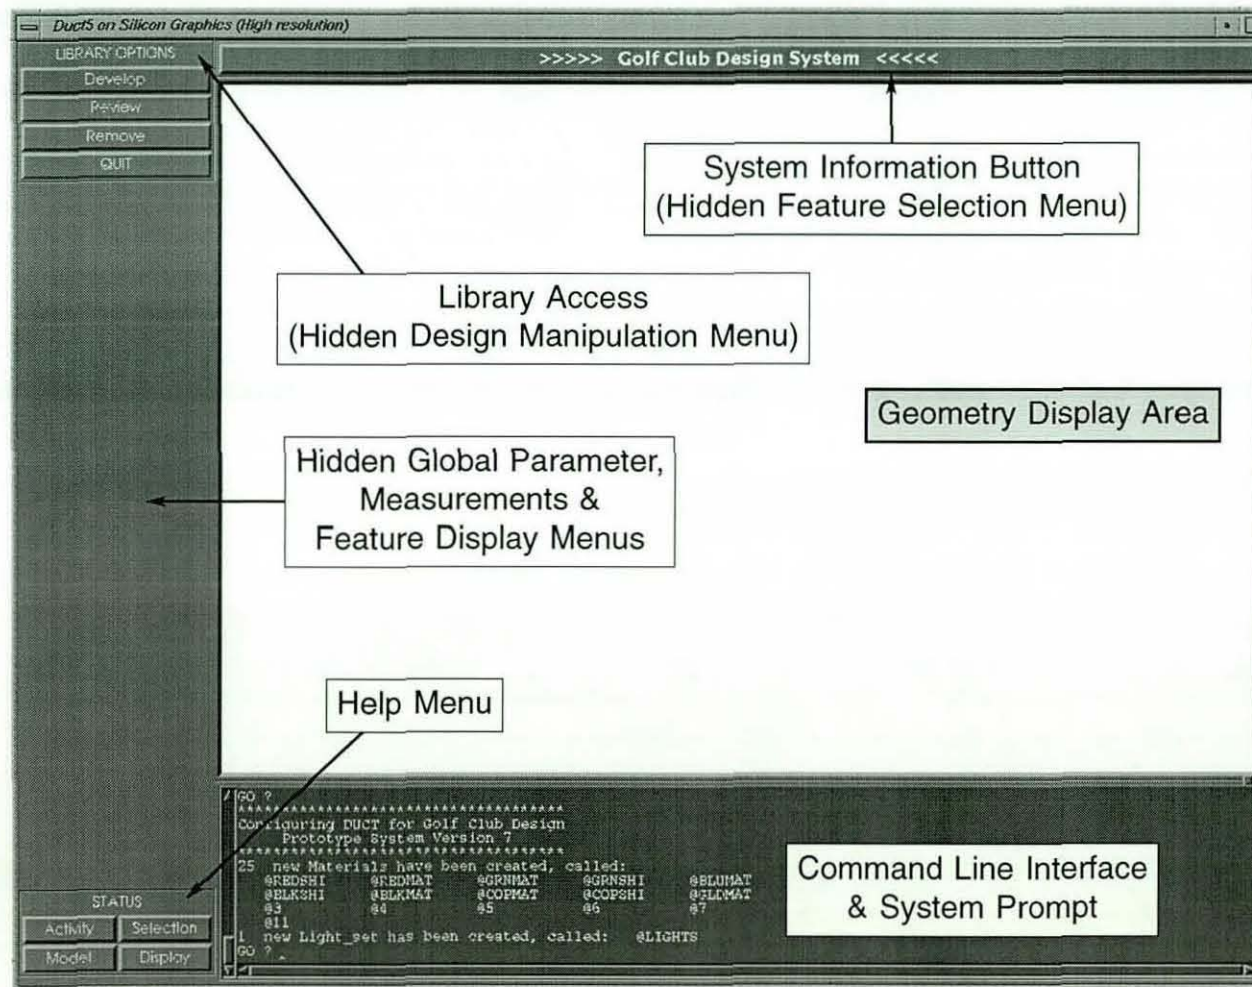 Duct5 on Silicon Graphics (High resolution)
LIBRARY OPTIONS
Develop
Review
Remove
QUIT
>>>>> Golf Club Design System <<<<<
System Information Button
(Hidden Feature Selection Menu)
Library Access
(Hidden Design Manipulation Menu)
Geometry Display Area
Hidden Global Parameter,
Measurements &
Feature Display Menus
Help Menu
GO ?
**************************************
Configuring DUCT for Golf Club Design
Prototype System Version 7
**************************************
25 new Materials have been created, called:
@REDSHI @REDMAT @GRNMAT @GRNSHI @BLUMAT
@BLKSHI @BLKMAT @COPMAT @COPSHI @GLDMAT
@3 @4 @5 @6 @7
@11
1 new Light_set has been created, called: @LIGHTS
GO ?
Command Line Interface
& System Prompt
STATUS
Activity Selection
Model Display